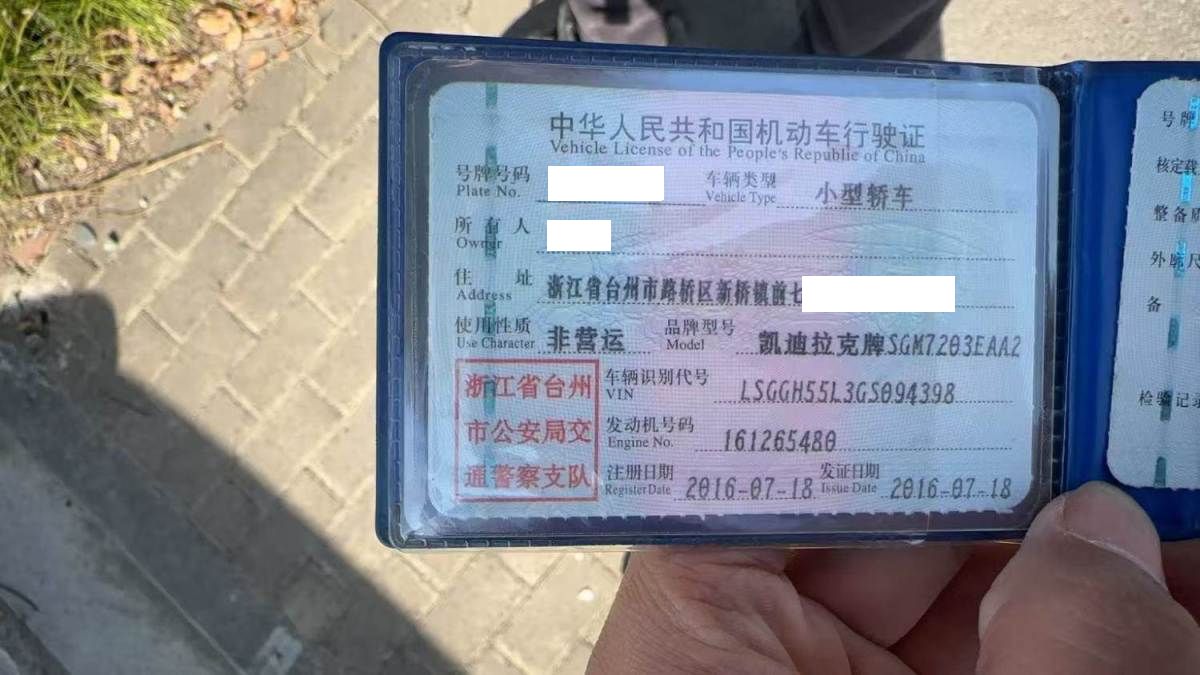 中华人民共和国机动车行驶证
Vehicle License of the People's Republic of China
号牌号码 车辆类型 小型轿车
Plate No. Vehicle Type
所有人
Owner
住址 浙江省台州市路桥区新桥镇前七
Address
使用性质 非营运 品牌型号 凯迪拉克牌SGM7203EAA2
Use Character Model
浙江省台州
市公安局交
通警察支队
车辆识别代号 LSGGH55L3GS094398
VIN
发动机号码 161265480
Engine No.
注册日期 2016-07-18 发证日期 2016-07-18
Register Date Issue Date
号牌
核定载
整备质
外廓尺
备
检验记录